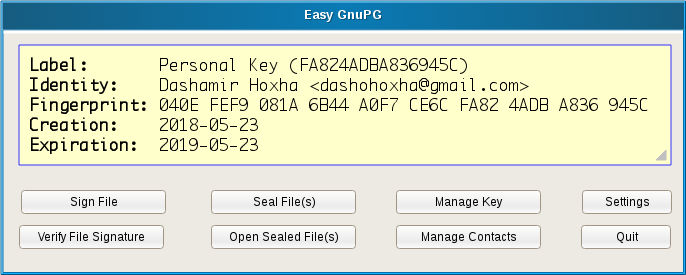 Easy GnuPG
Label: Personal Key (FA824ADBA836945C)
Identity: Dashamir Hoxha <dashohoxha@gmail.com>
Fingerprint: 040E FEF9 081A 6B44 A0F7 CE6C FA82 4ADB A836 945C
Creation: 2018-05-23
Expiration: 2019-05-23
Sign File Seal File(s) Manage Key Settings
Verify File Signature Open Sealed File(s) Manage Contacts Quit